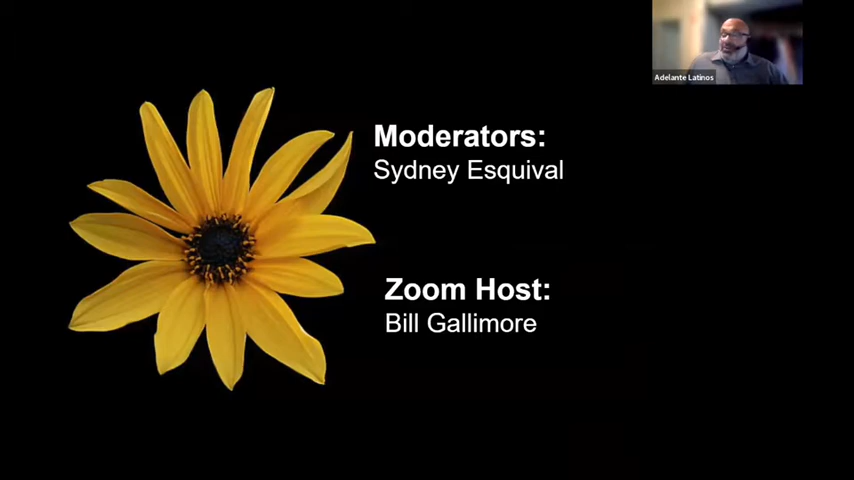 Adelante Latinos
Moderators:
Sydney Esquival
Zoom Host:
Bill Gallimore